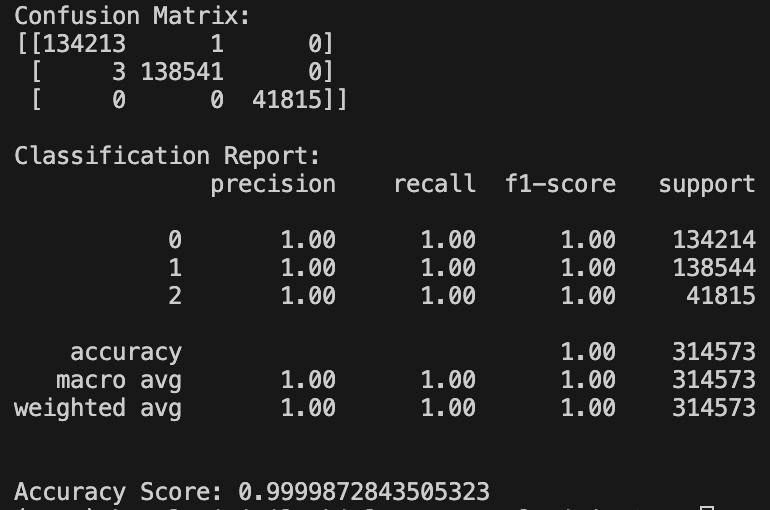 Confusion Matrix:
[[134213      1      0]
 [     3 138541      0]
 [     0      0  41815]]
Classification Report:
              precision    recall  f1-score   support
           0       1.00      1.00      1.00    134214
           1       1.00      1.00      1.00    138544
           2       1.00      1.00      1.00     41815
    accuracy                           1.00    314573
   macro avg       1.00      1.00      1.00    314573
weighted avg       1.00      1.00      1.00    314573
Accuracy Score: 0.9999872843505323